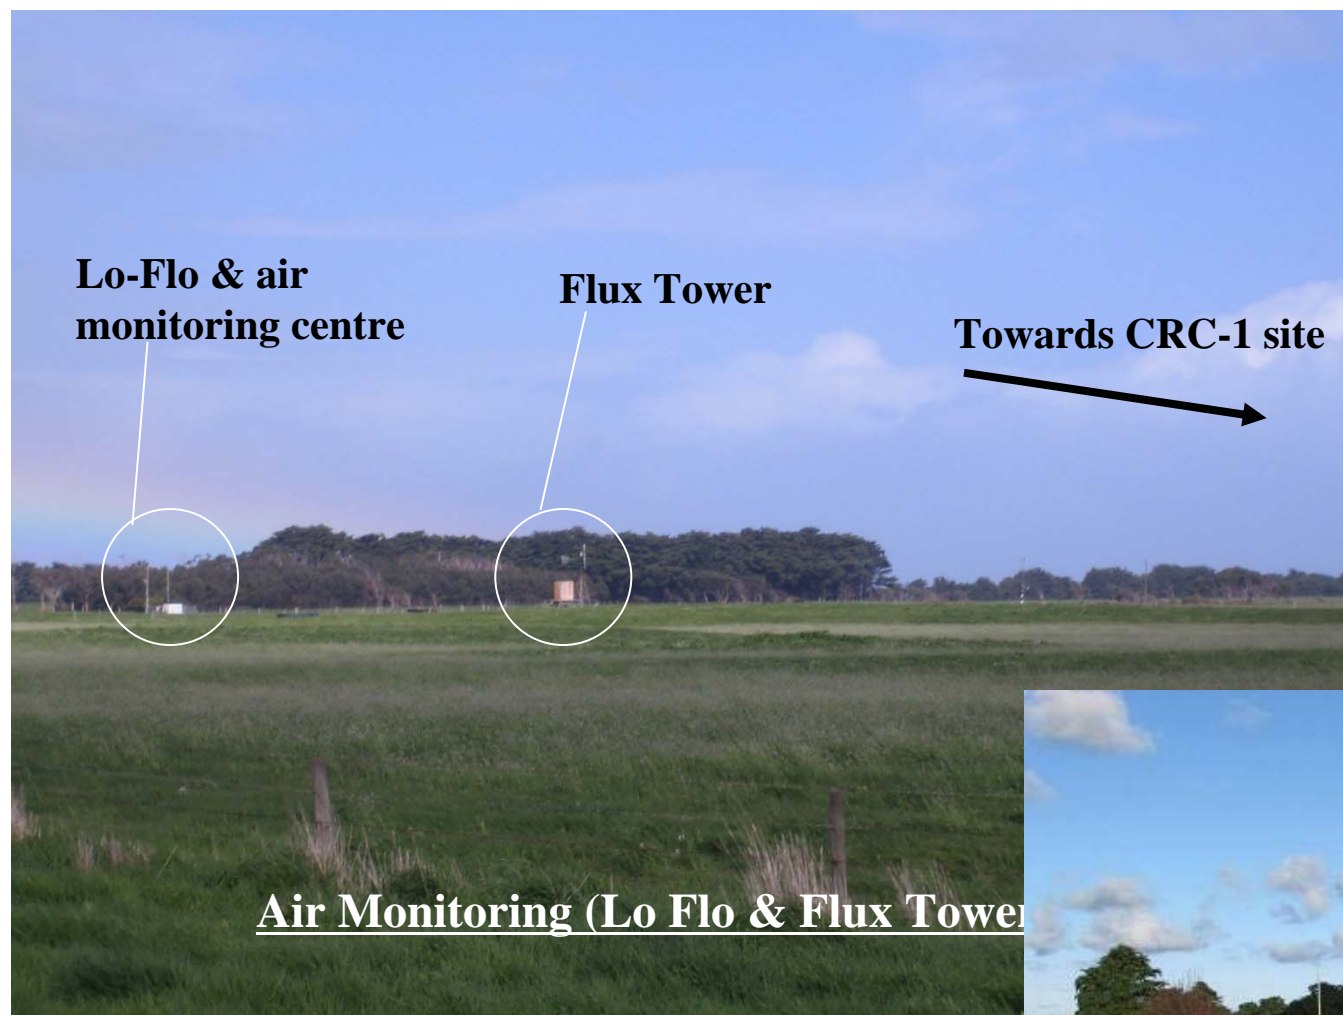 Lo-Flo & air
monitoring centre
Flux Tower
Towards CRC-1 site
Air Monitoring (Lo Flo & Flux Tower